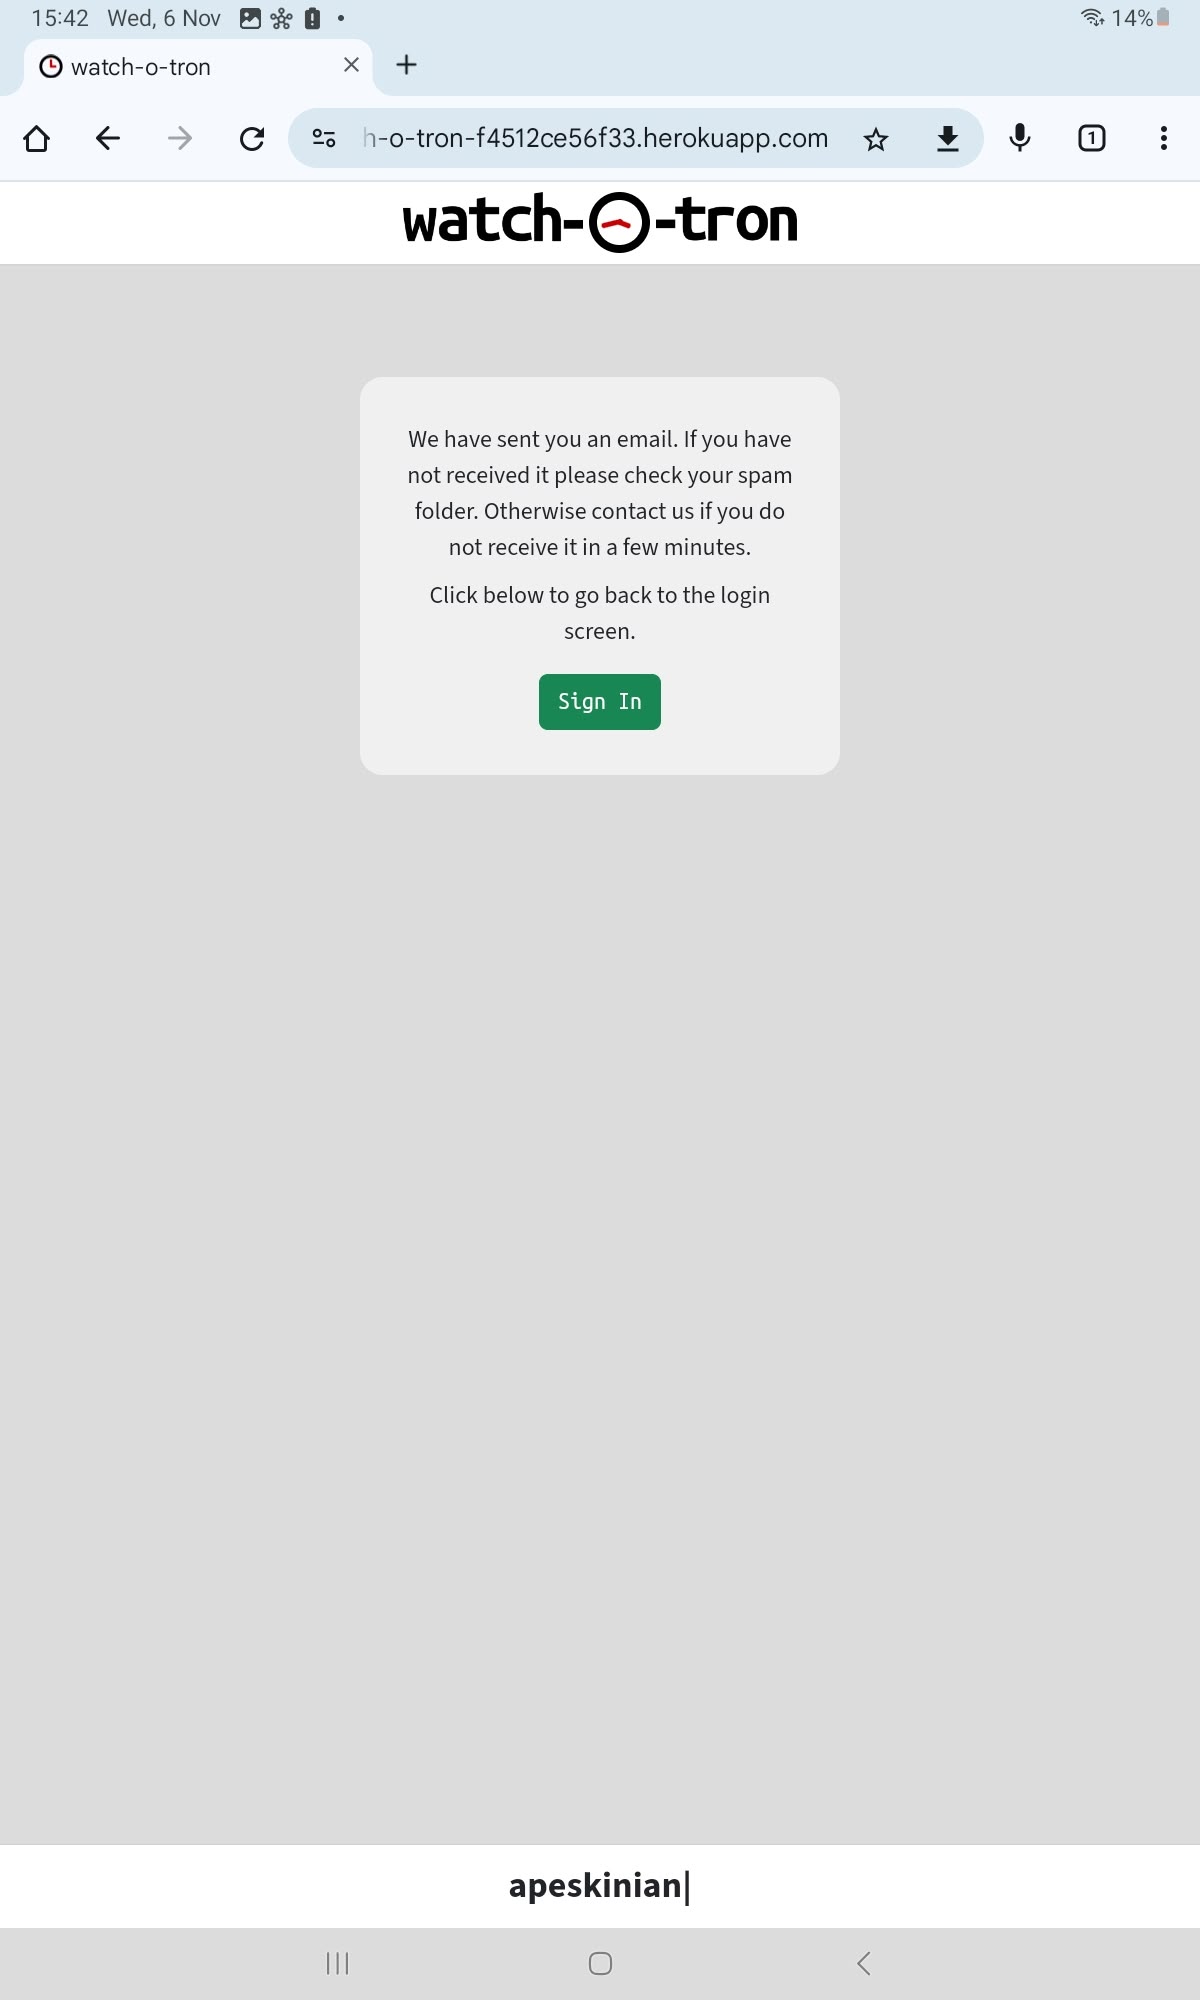 15:42 Wed, 6 Nov 14%
watch-o-tron
h-o-tron-f4512ce56f33.herokuapp.com 1
watch-o-tron
We have sent you an email. If you have
not received it please check your spam
folder. Otherwise contact us if you do
not receive it in a few minutes.
Click below to go back to the login
screen.
Sign In
apeskinian|